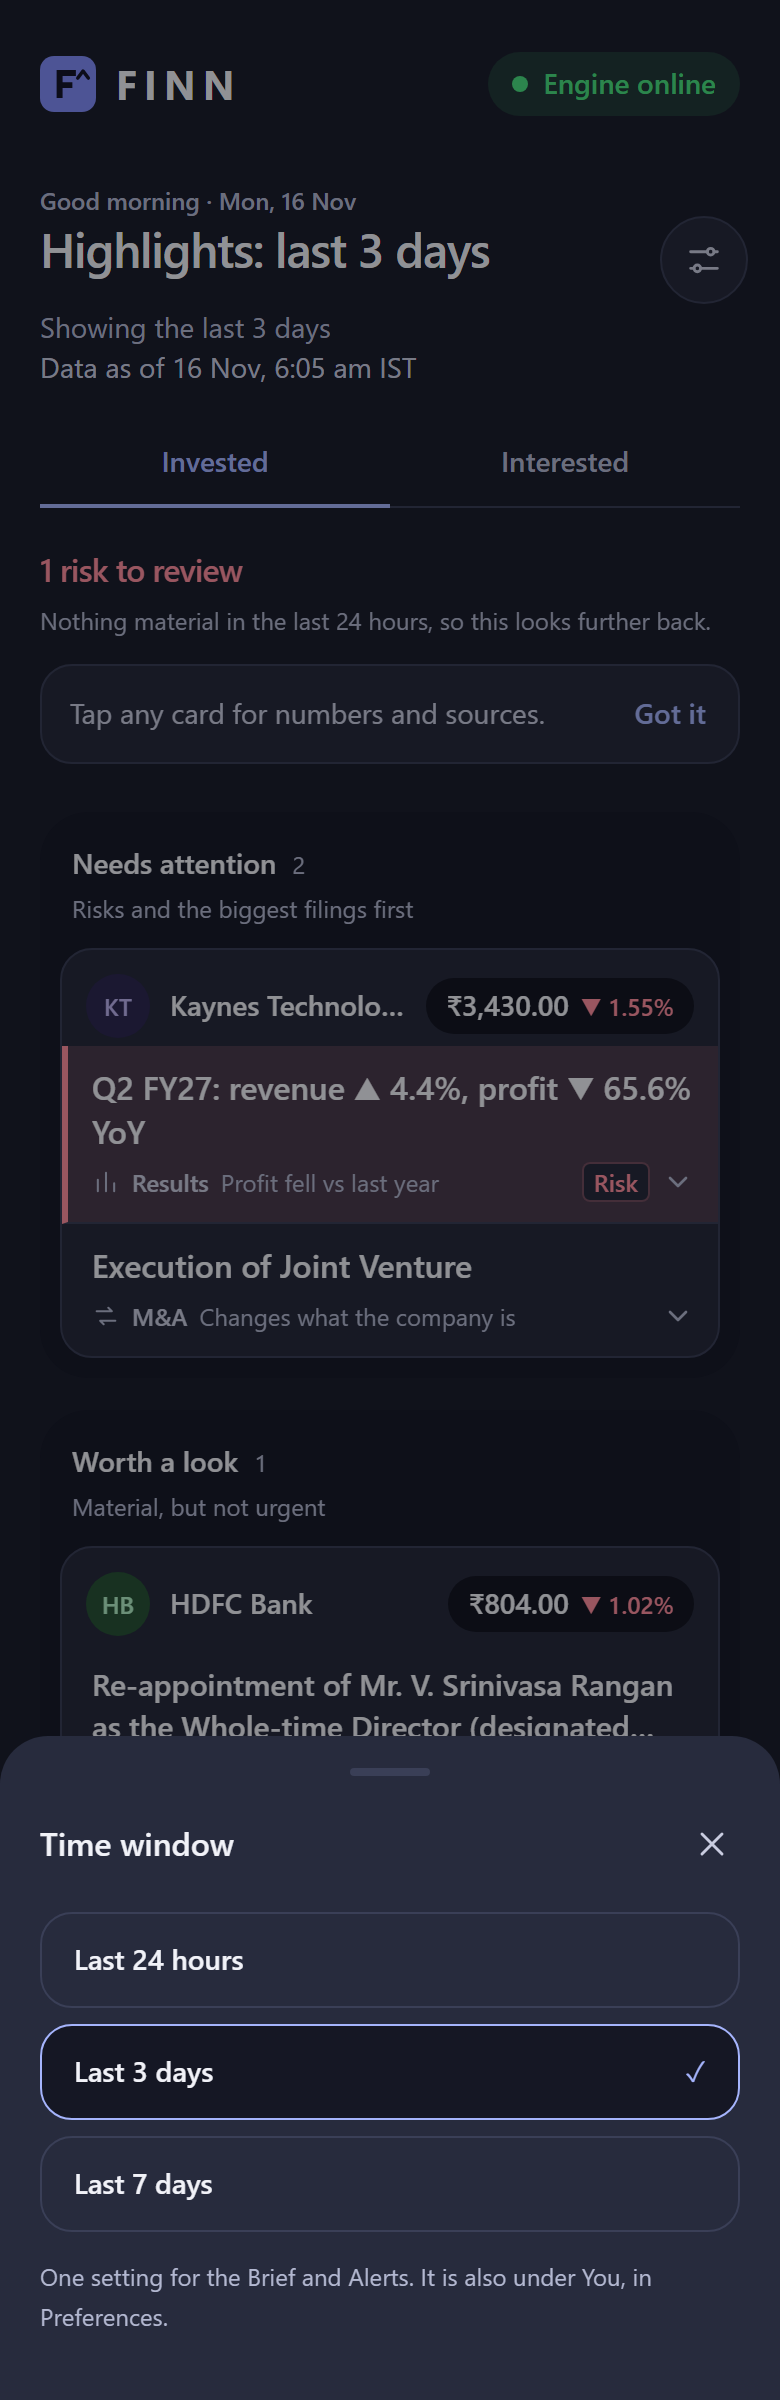 F^ FINN
Engine online
Good morning · Mon, 16 Nov
Highlights: last 3 days
Showing the last 3 days
Data as of 16 Nov, 6:05 am IST
Invested
Interested
1 risk to review
Nothing material in the last 24 hours, so this looks further back.
Tap any card for numbers and sources.
Got it
Needs attention 2
Risks and the biggest filings first
KT Kaynes Technolo... ₹3,430.00 ▼ 1.55%
Q2 FY27: revenue ▲ 4.4%, profit ▼ 65.6%
YoY
Results Profit fell vs last year Risk
Execution of Joint Venture
M&A Changes what the company is
Worth a look 1
Material, but not urgent
HB HDFC Bank ₹804.00 ▼ 1.02%
Re-appointment of Mr. V. Srinivasa Rangan
as the Whole-time Director (designated...
Time window
Last 24 hours
Last 3 days ✓
Last 7 days
One setting for the Brief and Alerts. It is also under You, in
Preferences.